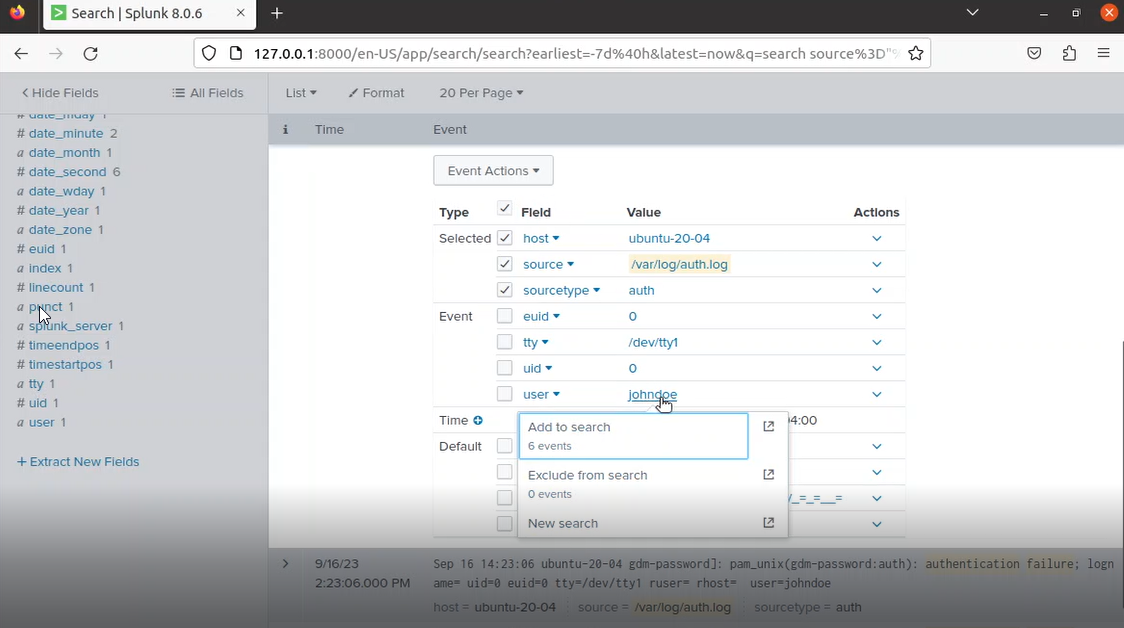 Search | Splunk 8.0.6
127.0.0.1:8000/en-US/app/search/search?earliest=-7d%40h&latest=now&q=search source%3D"
Hide Fields
All Fields
List
Format
20 Per Page
i
Time
Event
# date_mday 1
# date_minute 2
a date_month 1
# date_second 6
a date_wday 1
# date_year 1
a date_zone 1
# euid 1
a index 1
# linecount 1
a punct 1
a splunk_server 1
# timeendpos 1
# timestartpos 1
a tty 1
# uid 1
a user 1
+ Extract New Fields
Event Actions
Type Field Value Actions
Selected host ubuntu-20-04
source /var/log/auth.log
sourcetype auth
Event euid 0
tty /dev/tty1
uid 0
user johndoe
Time 04:00
Default
Add to search
6 events
Exclude from search
0 events
New search
/_=_=__=
9/16/23
2:23:06.000 PM
Sep 16 14:23:06 ubuntu-20-04 gdm-password]: pam_unix(gdm-password:auth): authentication failure; logn
ame= uid=0 euid=0 tty=/dev/tty1 ruser= rhost= user=johndoe
host = ubuntu-20-04 source = /var/log/auth.log sourcetype = auth